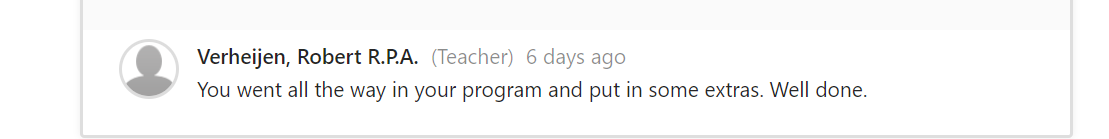 Verheijen, Robert R.P.A. (Teacher) 6 days ago
You went all the way in your program and put in some extras. Well done.